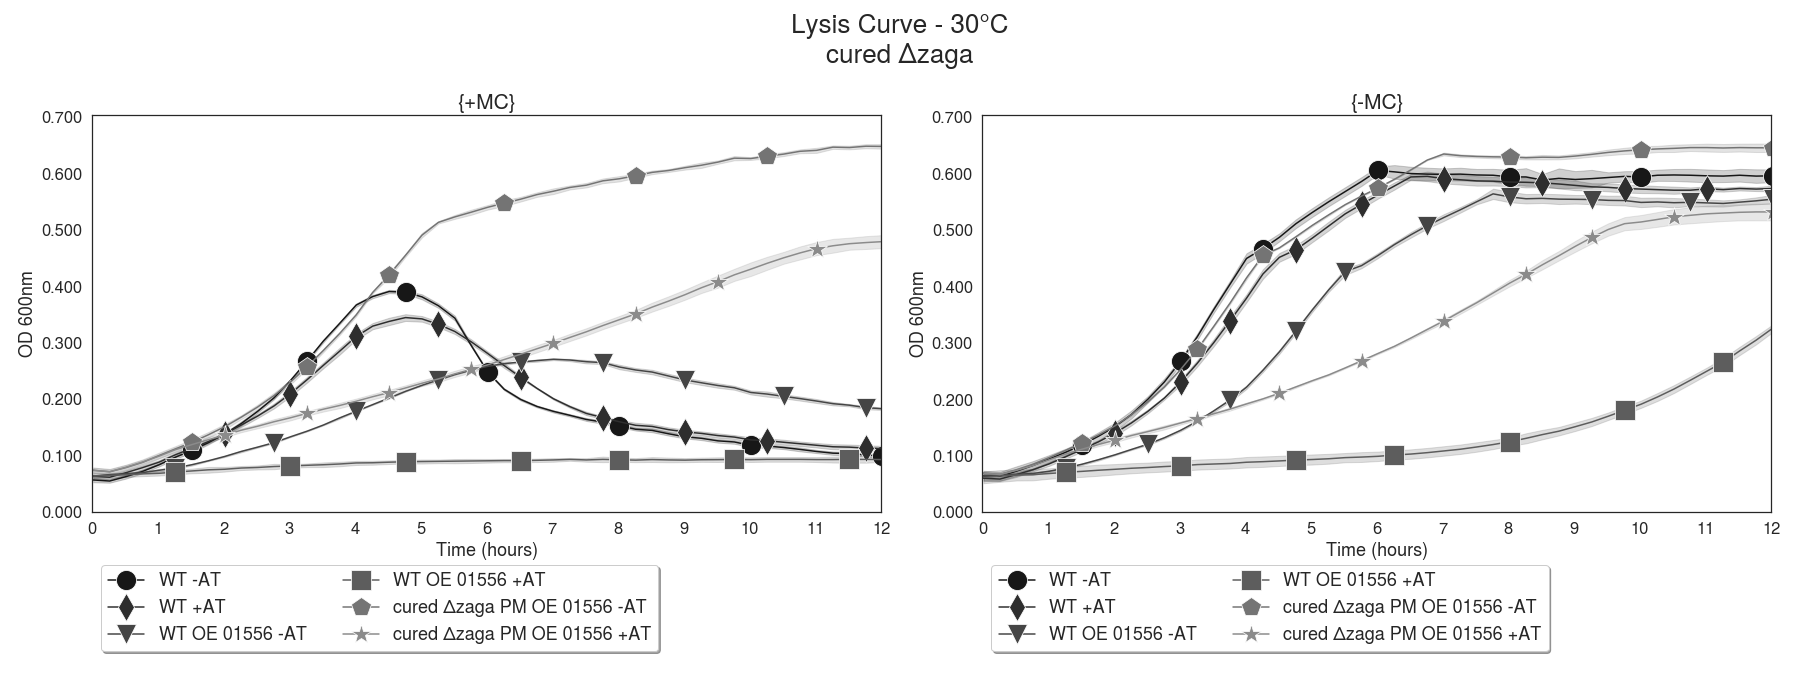 Lysis Curve - 30°C
cured Δzaga
{+MC}
0.700
0.600
0.500
0.400
0.300
0.200
0.100
0.000
OD 600nm
0 1 2 3 4 5 6 7 8 9 10 11 12
Time (hours)
WT -AT
WT +AT
WT OE 01556 -AT
WT OE 01556 +AT
cured Δzaga PM OE 01556 -AT
cured Δzaga PM OE 01556 +AT
{-MC}
0.700
0.600
0.500
0.400
0.300
0.200
0.100
0.000
OD 600nm
0 1 2 3 4 5 6 7 8 9 10 11 12
Time (hours)
WT -AT
WT +AT
WT OE 01556 -AT
WT OE 01556 +AT
cured Δzaga PM OE 01556 -AT
cured Δzaga PM OE 01556 +AT